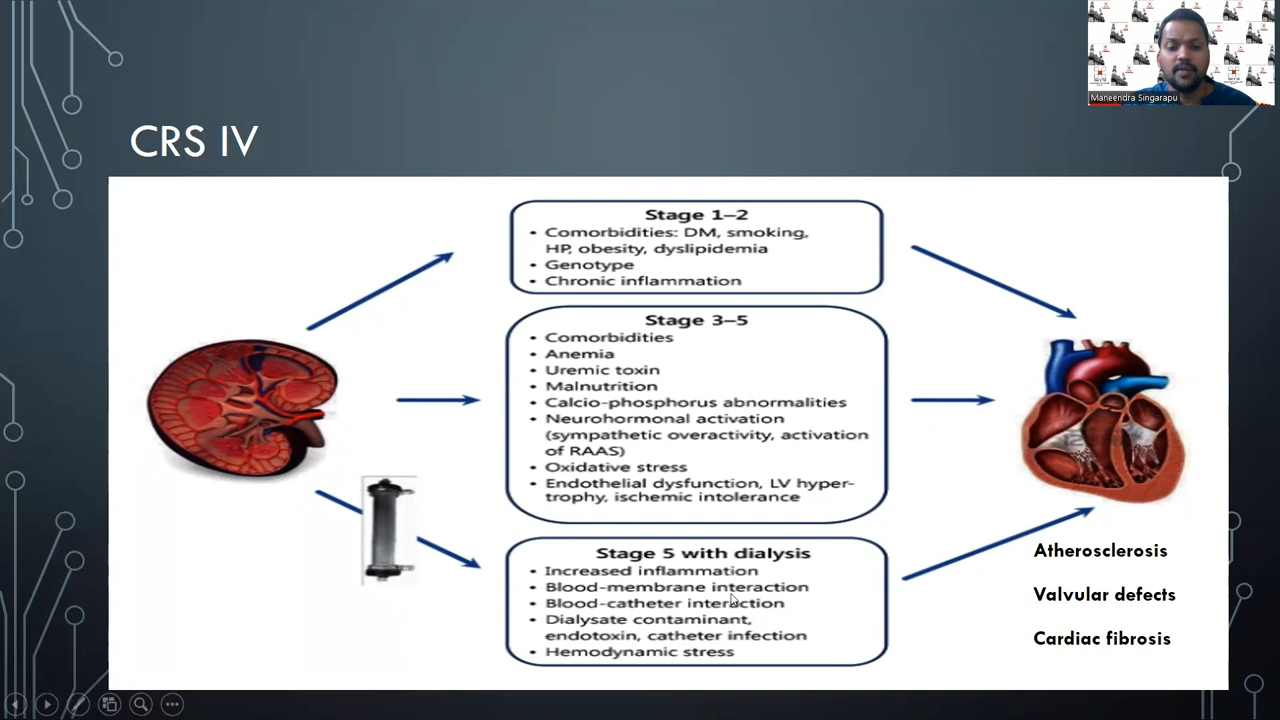 Maneendra Singarapu
CRS IV
Stage 1–2
• Comorbidities: DM, smoking,
HP, obesity, dyslipidemia
• Genotype
• Chronic inflammation
Stage 3–5
• Comorbidities
• Anemia
• Uremic toxin
• Malnutrition
• Calcio-phosphorus abnormalities
• Neurohormonal activation
(sympathetic overactivity, activation
of RAAS)
• Oxidative stress
• Endothelial dysfunction, LV hyper-
trophy, ischemic intolerance
Stage 5 with dialysis
• Increased inflammation
• Blood-membrane interaction
• Blood-catheter interaction
• Dialysate contaminant,
endotoxin, catheter infection
• Hemodynamic stress
Atherosclerosis
Valvular defects
Cardiac fibrosis